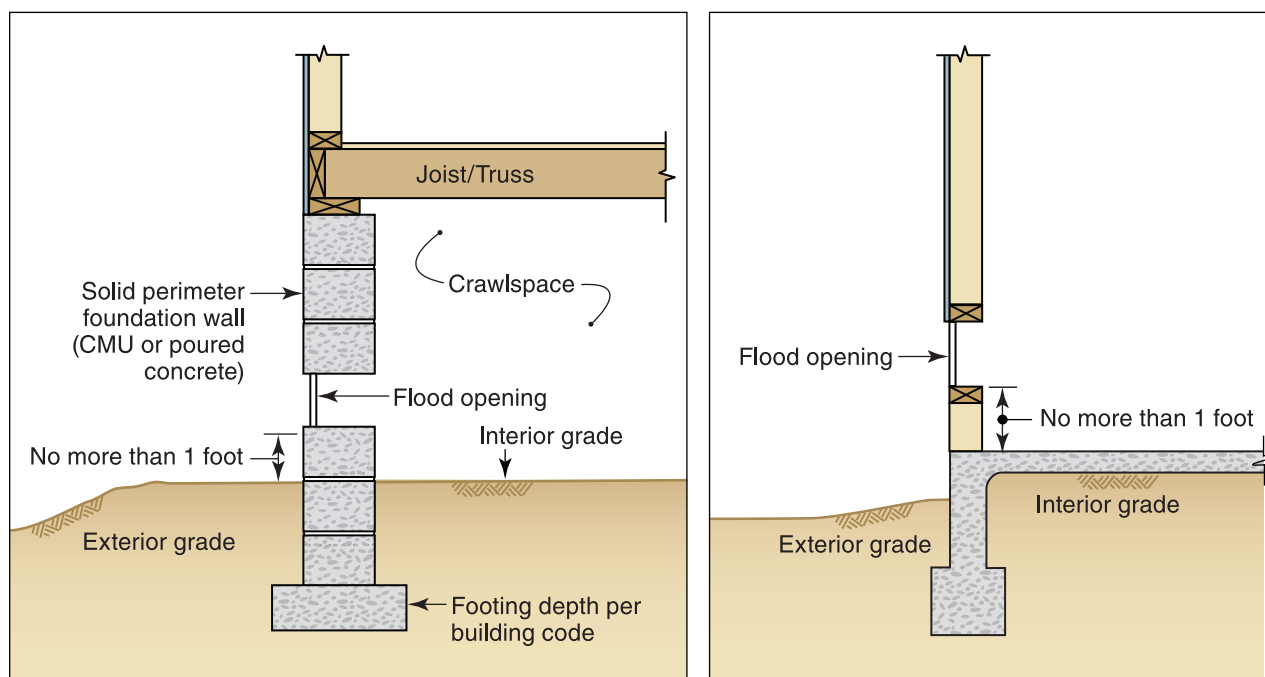 Joist/Truss
Crawlspace
Solid perimeter
foundation wall
(CMU or poured
concrete)
Flood opening
Interior grade
No more than 1 foot
Exterior grade
Footing depth per
building code
Flood opening
No more than 1 foot
Interior grade
Exterior grade